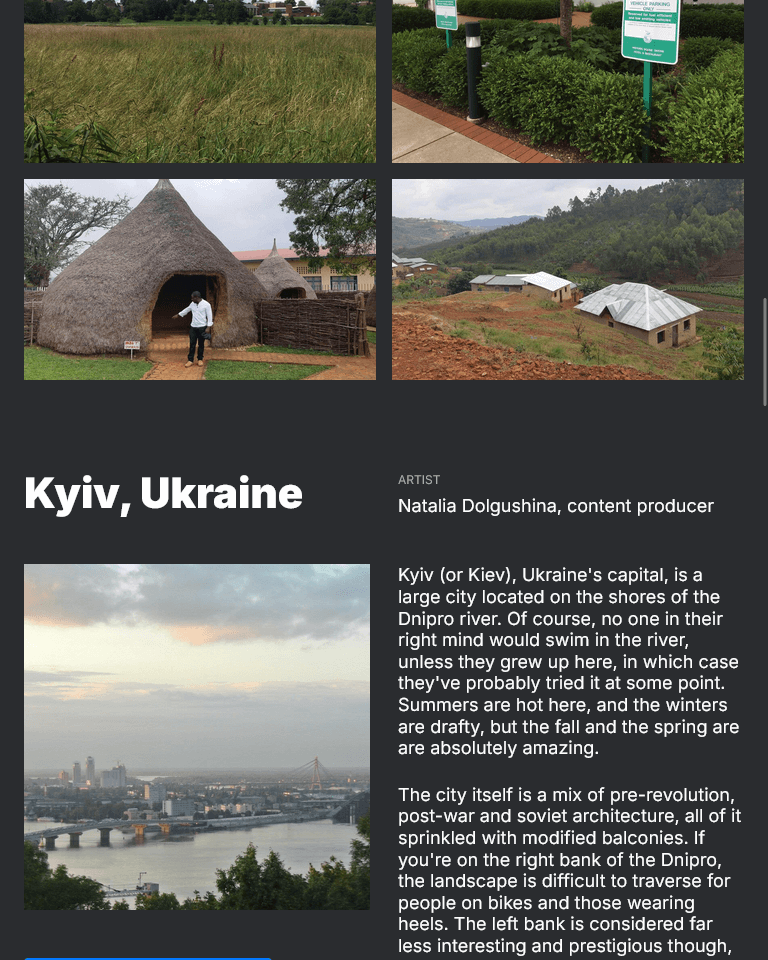 VEHICLE PARKING
ONLY
Kyiv, Ukraine
ARTIST
Natalia Dolgushina, content producer
Kyiv (or Kiev), Ukraine's capital, is a
large city located on the shores of the
Dnipro river. Of course, no one in their
right mind would swim in the river,
unless they grew up here, in which case
they've probably tried it at some point.
Summers are hot here, and the winters
are drafty, but the fall and the spring are
are absolutely amazing.
The city itself is a mix of pre-revolution,
post-war and soviet architecture, all of it
sprinkled with modified balconies. If
you're on the right bank of the Dnipro,
the landscape is difficult to traverse for
people on bikes and those wearing
heels. The left bank is considered far
less interesting and prestigious though,